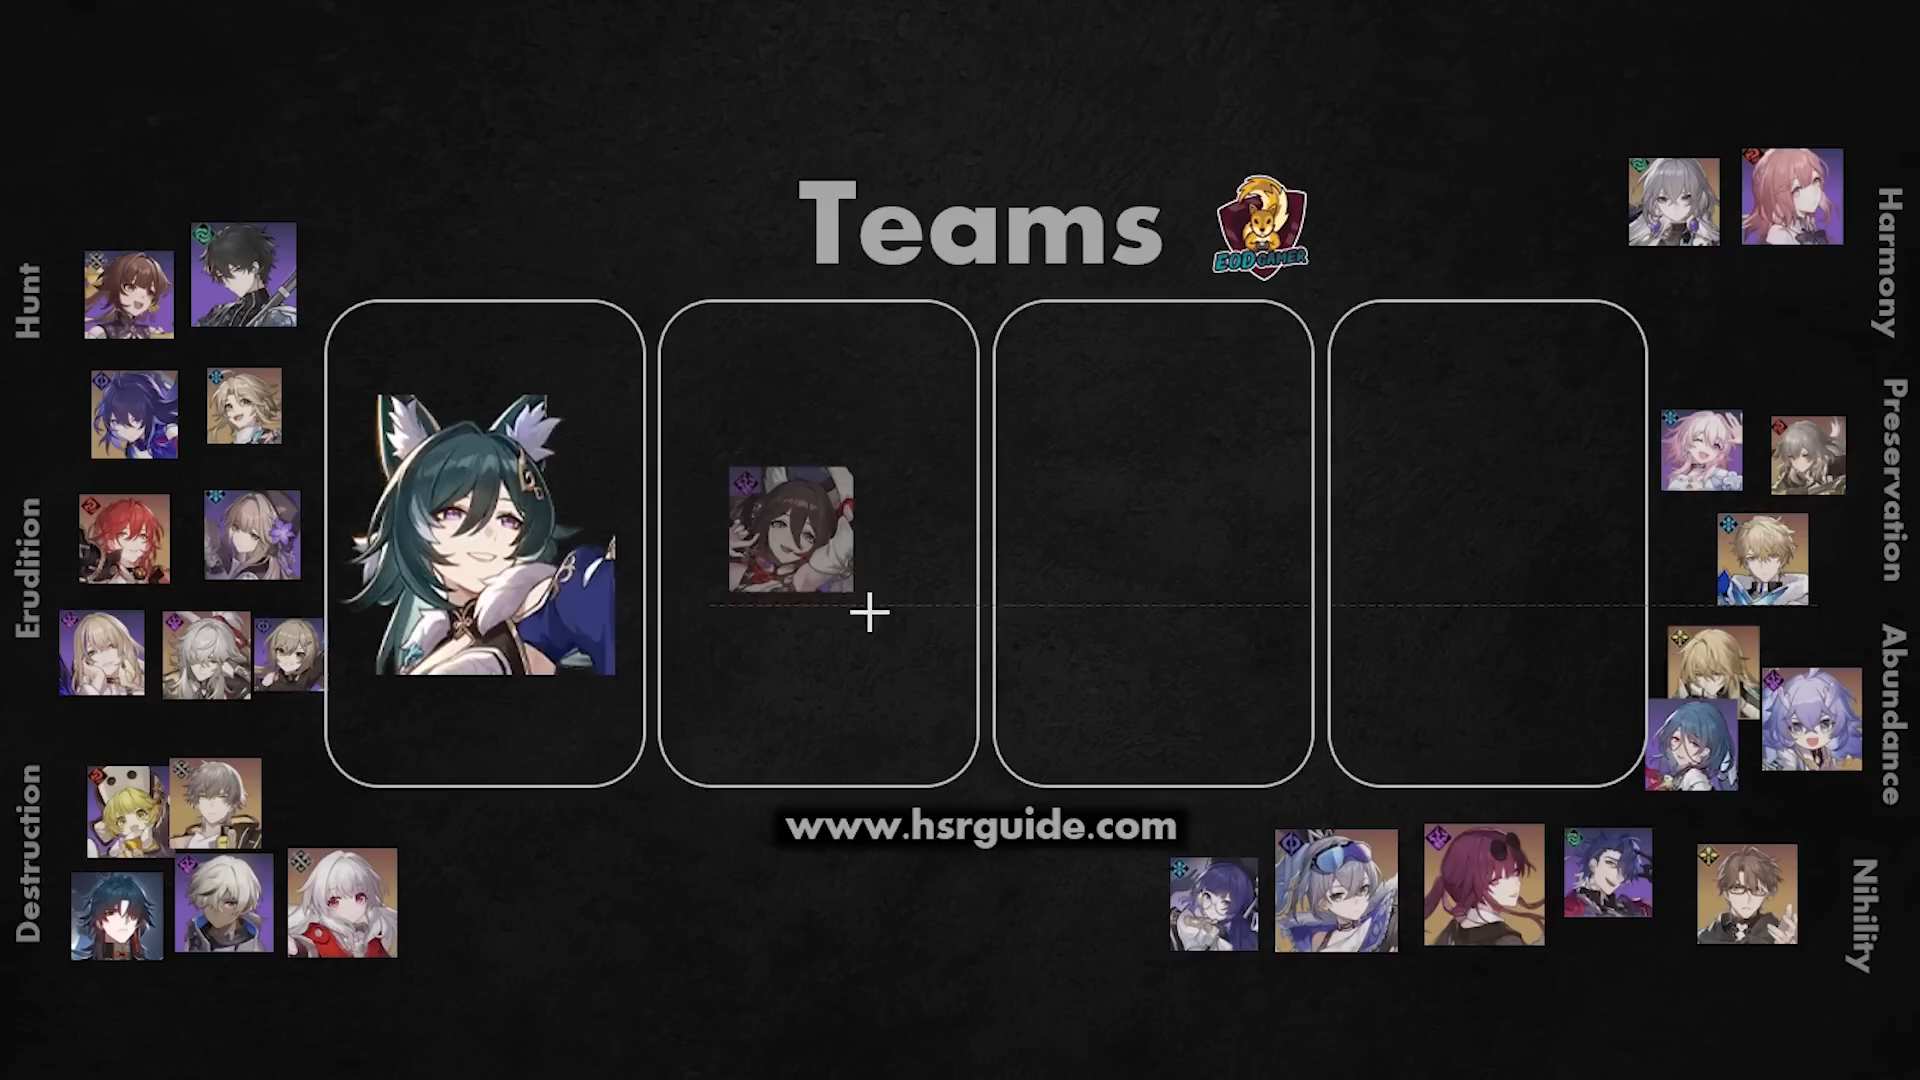 Teams
EOD GAMER
Hunt
Erudition
Destruction
Harmony
Preservation
Abundance
Nihility
www.hsrguide.com